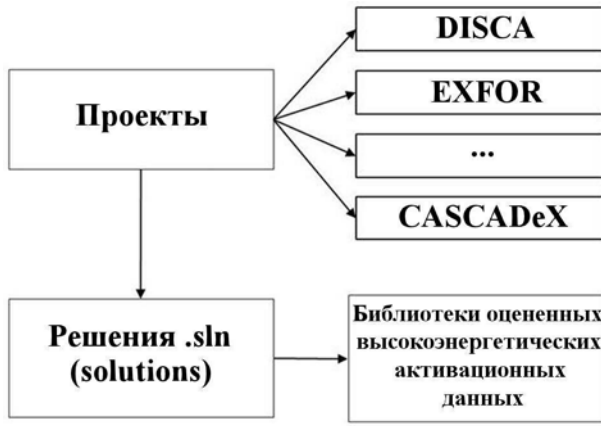 DISCA
Проекты
EXFOR
...
CASCADeX
Решения .sln
(solutions)
Библиотеки оцененных
высокоэнергетических
активационных
данных